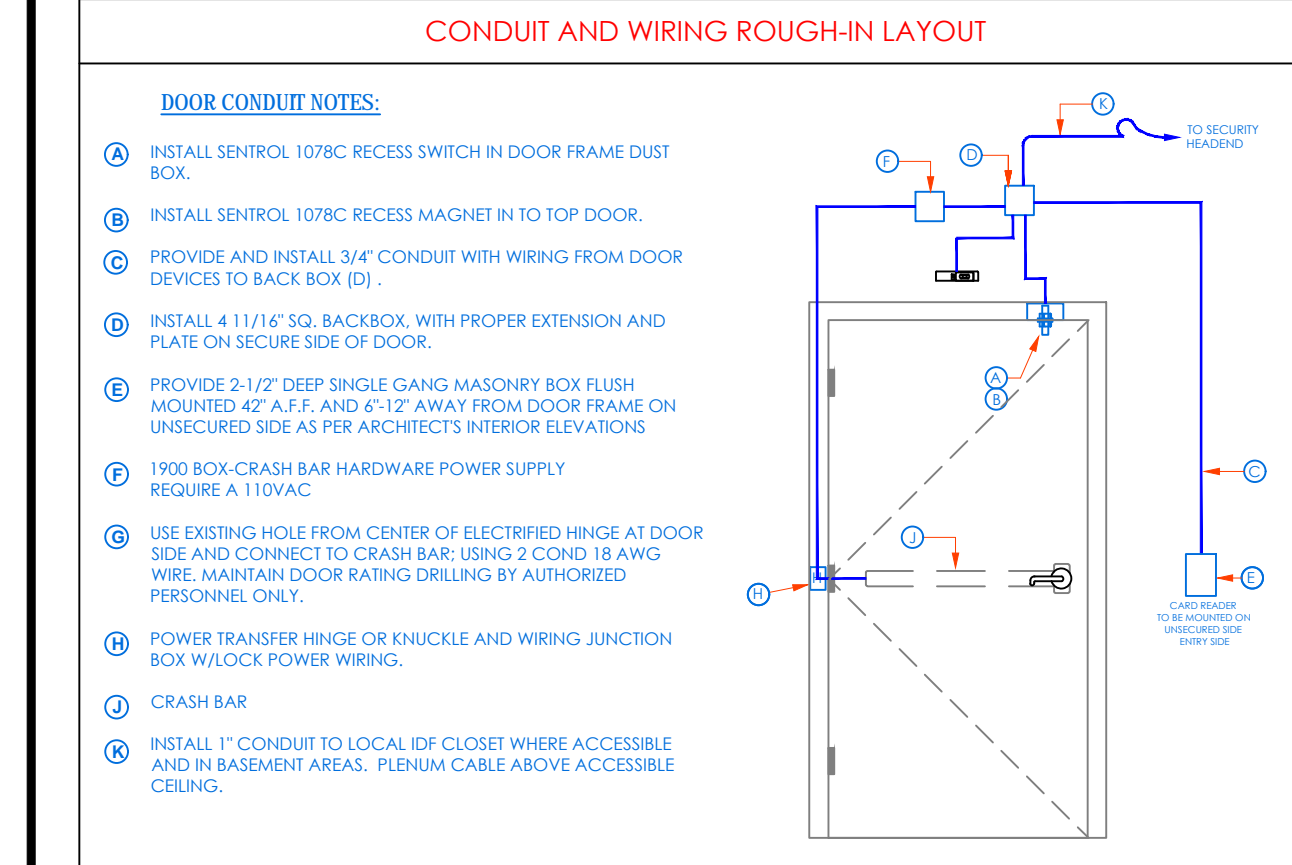 CONDUIT AND WIRING ROUGH-IN LAYOUT
DOOR CONDUIT NOTES:
A INSTALL SENTROL 1078C RECESS SWITCH IN DOOR FRAME DUST
BOX.
B INSTALL SENTROL 1078C RECESS MAGNET IN TO TOP DOOR.
C PROVIDE AND INSTALL 3/4" CONDUIT WITH WIRING FROM DOOR
DEVICES TO BACK BOX (D) .
D INSTALL 4 11/16" SQ. BACKBOX, WITH PROPER EXTENSION AND
PLATE ON SECURE SIDE OF DOOR.
E PROVIDE 2-1/2" DEEP SINGLE GANG MASONRY BOX FLUSH
MOUNTED 42" A.F.F. AND 6"-12" AWAY FROM DOOR FRAME ON
UNSECURED SIDE AS PER ARCHITECT'S INTERIOR ELEVATIONS
F 1900 BOX-CRASH BAR HARDWARE POWER SUPPLY
REQUIRE A 110VAC
G USE EXISTING HOLE FROM CENTER OF ELECTRIFIED HINGE AT DOOR
SIDE AND CONNECT TO CRASH BAR; USING 2 COND 18 AWG
WIRE. MAINTAIN DOOR RATING DRILLING BY AUTHORIZED
PERSONNEL ONLY.
H POWER TRANSFER HINGE OR KNUCKLE AND WIRING JUNCTION
BOX W/LOCK POWER WIRING.
J CRASH BAR
K INSTALL 1" CONDUIT TO LOCAL IDF CLOSET WHERE ACCESSIBLE
AND IN BASEMENT AREAS. PLENUM CABLE ABOVE ACCESSIBLE
CEILING.
K
TO SECURITY
HEADEND
F
D
A
B
C
J
H
H
E
CARD READER
TO BE MOUNTED ON
UNSECURED SIDE
ENTRY SIDE